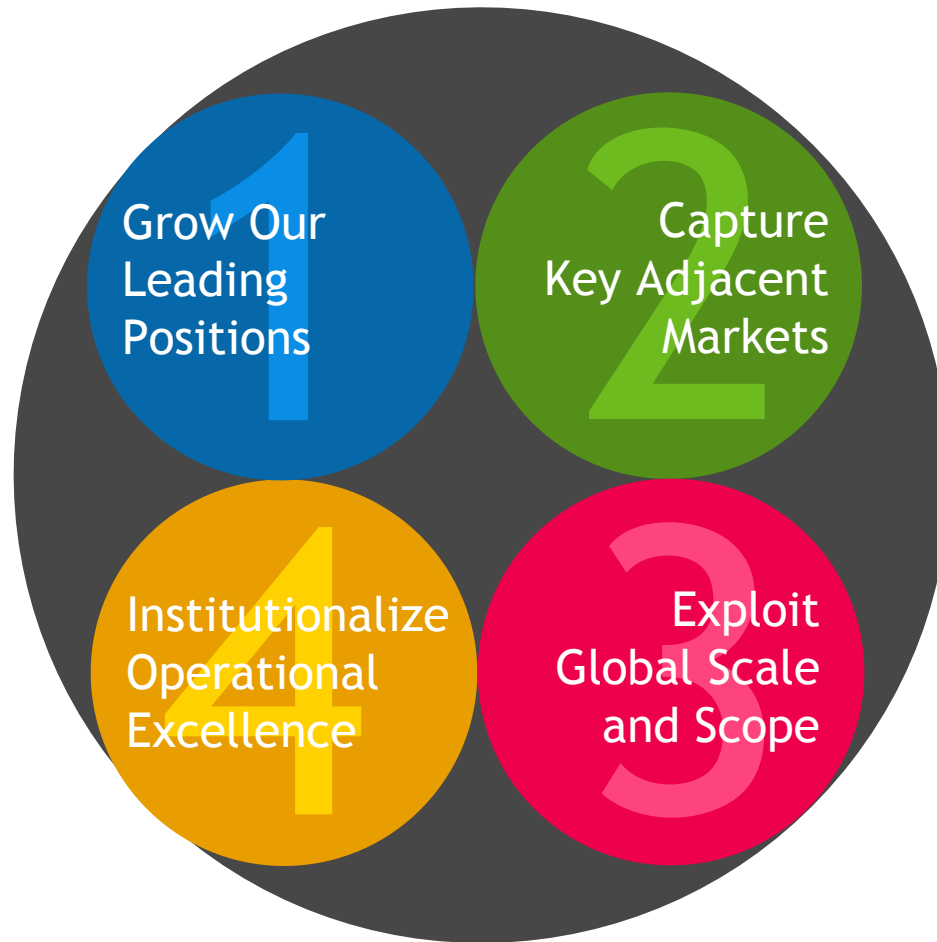 1
Grow Our
Leading
Positions
2
Capture
Key Adjacent
Markets
3
Exploit
Global Scale
and Scope
4
Institutionalize
Operational
Excellence